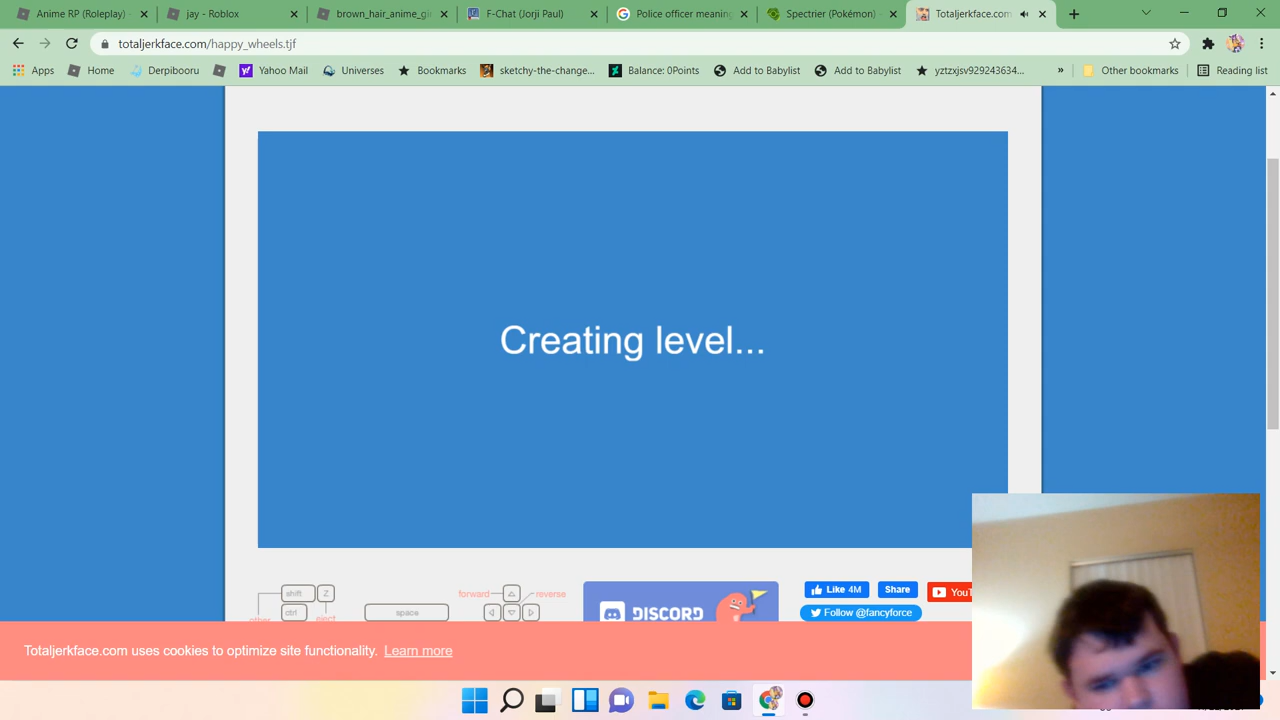 Anime RP (Roleplay) -
jay - Roblox
brown_hair_anime_gi
F-Chat (Jorji Paul)
Police officer meaning
Spectrier (Pokémon)
Totaljerkface.com
totaljerkface.com/happy_wheels.tjf
Apps
Home
Derpibooru
Yahoo Mail
Universes
Bookmarks
sketchy-the-change...
Balance: 0Points
Add to Babylist
Add to Babylist
yztzxjsv929243634...
»
Other bookmarks
Reading list
Creating level...
shift
Z
ctrl
eject
space
forward
reverse
DISCORD
Like 4M
Share
YouT
Follow @fancyforce
Totaljerkface.com uses cookies to optimize site functionality. Learn more